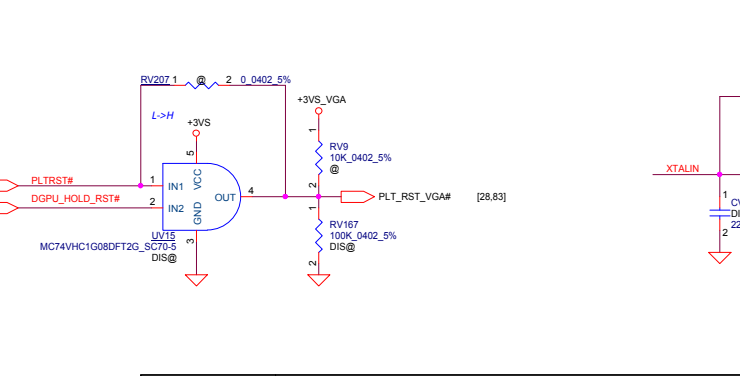 RV207 1 @ 2 0_0402_5%
L->H
+3VS
+3VS_VGA
5
1
RV9
10K_0402_5%
@
2
PLTRST#
1
IN1
VCC
DGPU_HOLD_RST#
2
IN2
GND
OUT
4
PLT_RST_VGA# [28,83]
UV15
MC74VHC1G08DFT2G_SC70-5
DIS@
3
1
RV167
100K_0402_5%
DIS@
2
XTALIN
1
2